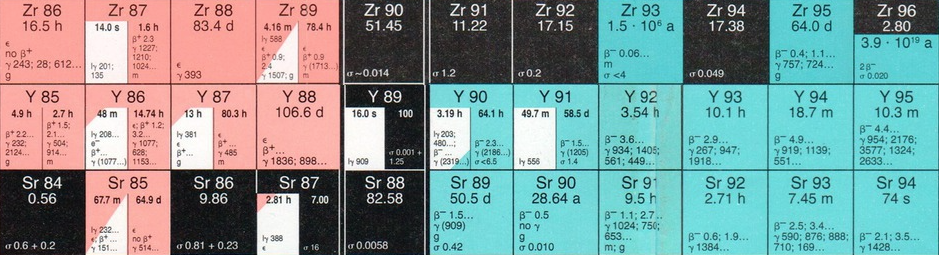 Zr 86
16.5 h
ϵ
no β⁺
γ 243; 28; 612...
g
Zr 87
14.0 s 1.6 h
Iγ 201;
135
ϵ
β⁺ 2.3
γ 1227;
1210;
1024...
m
Zr 88
83.4 d
ϵ
γ 393
g
Zr 89
4.16 m 78.4 h
Iγ 588
ϵ
β⁺ 0.9;
2.4
γ 1507; g
ϵ
β⁺ 0.9
γ (1713...)
m
Zr 90
51.45
σ ~0.014
Zr 91
11.22
σ 1.2
Zr 92
17.15
σ 0.2
Zr 93
1.5 · 10⁶ a
β⁻ 0.06...
m
σ <4
Zr 94
17.38
σ 0.049
Zr 95
64.0 d
β⁻ 0.4; 1.1...
γ 757; 724...
g
Zr 96
2.80
3.9 · 10¹⁹ a
2β⁻
σ 0.020
Y 85
4.9 h 2.7 h
β⁺ 2.2...
γ 232;
2124...
g
β⁺ 1.5;
2.1...
γ 504;
914...
m
Y 86
48 m 14.74 h
Iγ 208...
e⁻
β⁺...
γ (1077...)
ϵ; β⁺ 1.2;
3.2...
γ 1077;
628;
1153...
Y 87
13 h 80.3 h
Iγ 381
ϵ
β⁺...
ϵ
β⁺...
γ 485
m
Y 88
106.6 d
ϵ
β⁺...
γ 1836; 898...
Y 89
16.0 s 100
Iγ 909
σ 0.001 +
1.25
Y 90
3.19 h 64.1 h
Iγ 203;
480...;
β⁻...
γ (2319...)
β⁻ 2.3...
γ (2186...)
σ <6.5
Y 91
49.7 m 58.5 d
Iγ 556
β⁻ 1.5...
γ (1205)
σ 1.4
Y 92
3.54 h
β⁻ 3.6...
γ 934; 1405;
561; 449...
Y 93
10.1 h
β⁻ 2.9...
γ 267; 947;
1918...
Y 94
18.7 m
β⁻ 4.9...
γ 919; 1139;
551...
Y 95
10.3 m
β⁻ 4.4...
γ 954; 2176;
3577; 1324;
2633...
Sr 84
0.56
σ 0.6 + 0.2
Sr 85
67.7 m 64.9 d
Iγ 232...
ϵ; β⁺...
γ 151...
ϵ
no β⁺
γ 514...
Sr 86
9.86
σ 0.81 + 0.23
Sr 87
2.81 h 7.00
Iγ 388
ϵ
σ 16
Sr 88
82.58
σ 0.0058
Sr 89
50.5 d
β⁻ 1.5...
γ (909)
g
σ 0.42
Sr 90
28.64 a
β⁻ 0.5
no γ
g
σ 0.010
Sr 91
9.5 h
β⁻ 1.1; 2.7...
γ 1024; 750;
653...
m; g
Sr 92
2.71 h
β⁻ 0.6; 1.9...
γ 1384...
Sr 93
7.45 m
β⁻ 2.5; 3.4...
γ 590; 876; 888;
710; 169...
Sr 94
74 s
β⁻ 2.1; 3.5...
γ 1428...